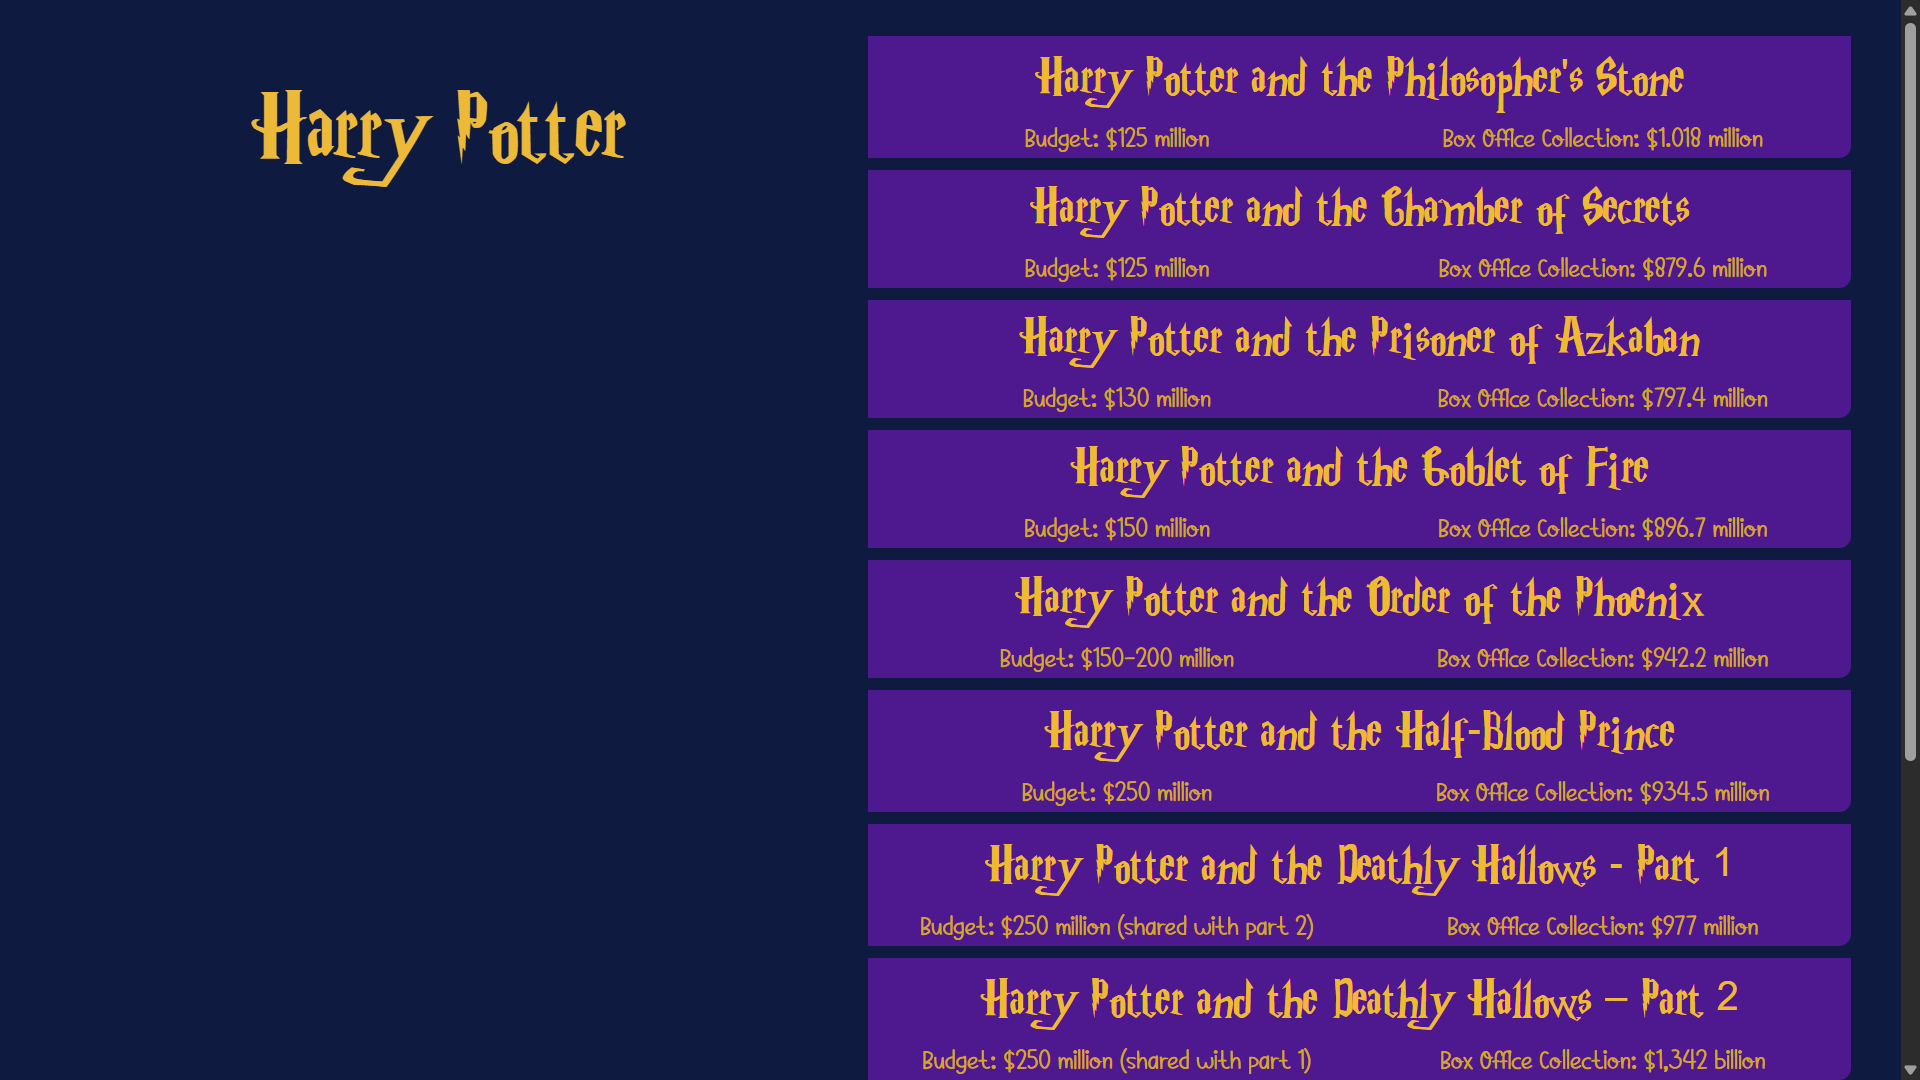 Harry Potter
Harry Potter and the Philosopher's Stone
Budget: $125 million
Box Office Collection: $1.018 million
Harry Potter and the Chamber of Secrets
Budget: $125 million
Box Office Collection: $879.6 million
Harry Potter and the Prisoner of Azkaban
Budget: $130 million
Box Office Collection: $797.4 million
Harry Potter and the Goblet of Fire
Budget: $150 million
Box Office Collection: $896.7 million
Harry Potter and the Order of the Phoenix
Budget: $150-200 million
Box Office Collection: $942.2 million
Harry Potter and the Half-Blood Prince
Budget: $250 million
Box Office Collection: $934.5 million
Harry Potter and the Deathly Hallows - Part 1
Budget: $250 million (shared with part 2)
Box Office Collection: $977 million
Harry Potter and the Deathly Hallows – Part 2
Budget: $250 million (shared with part 1)
Box Office Collection: $1,342 billion